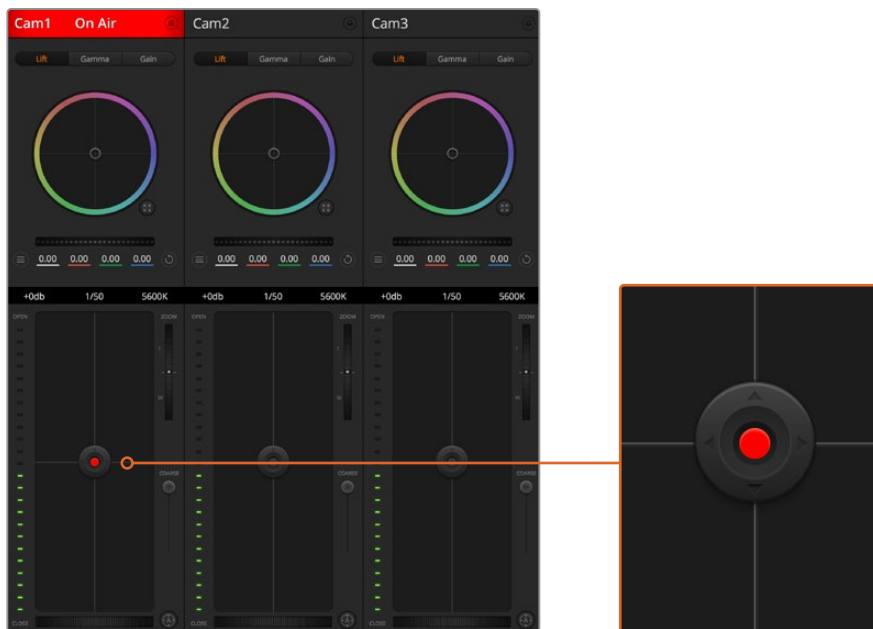 Cam1 On Air Cam2 Cam3
Lift Gamma Gain Lift Gamma Gain Lift Gamma Gain
0.00 0.00 0.00 0.00 0.00 0.00 0.00 0.00 0.00 0.00 0.00 0.00
+0db 1/50 5600K +0db 1/50 5600K +0db 1/50 5600K
OPEN ZOOM OPEN ZOOM OPEN ZOOM
T T T
W W W
COARSE COARSE COARSE
CLOSE CLOSE CLOSE